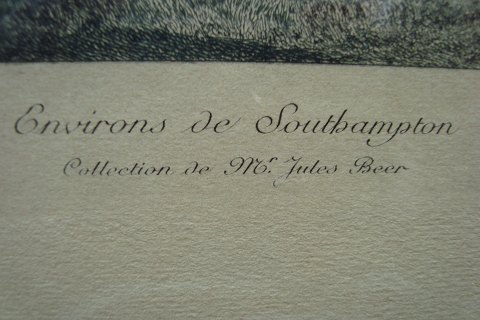 Environs de Southampton
Collection de Mr. Jules Beer